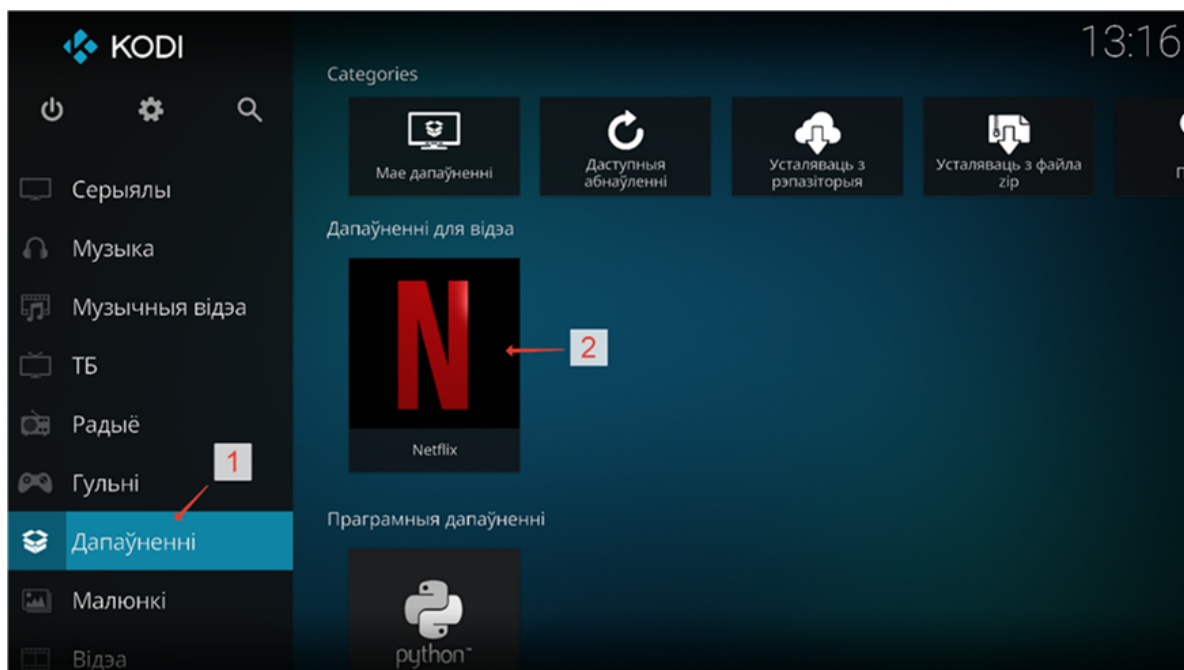 KODI
13:16
Categories
Мае дапаўненні
Даступныя
абнаўленні
Усталяваць з
рэпазіторыя
Усталяваць з файла
zip
Серыялы
Музыка
Музычныя відэа
ТБ
Радыё
Гульні
Дапаўненні
Малюнкі
Відэа
Дапаўненні для відэа
Netflix
1
2
Праграмныя дапаўненні
python